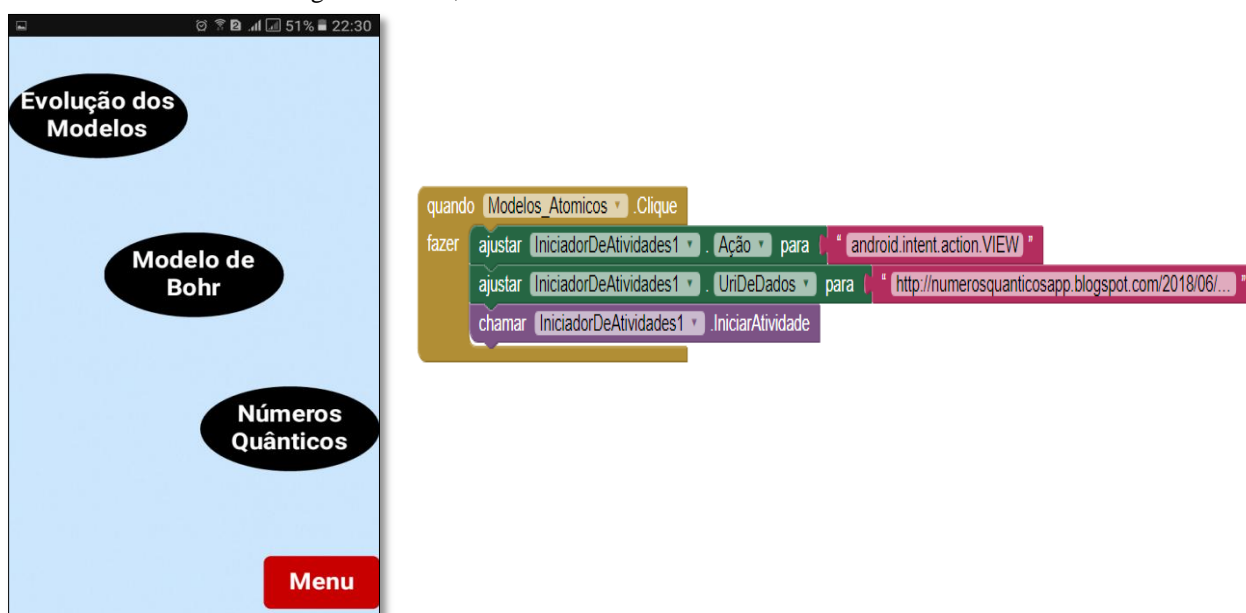 51% 22:30
Evolução dos
Modelos
Modelo de
Bohr
Números
Quânticos
Menu
quando Modelos_Atomicos .Clique
fazer ajustar IniciadorDeAtividades1 . Ação para " android.intent.action.VIEW "
ajustar IniciadorDeAtividades1 . UriDeDados para " http://numerosquanticosapp.blogspot.com/2018/06/... "
chamar IniciadorDeAtividades1 .IniciarAtividade